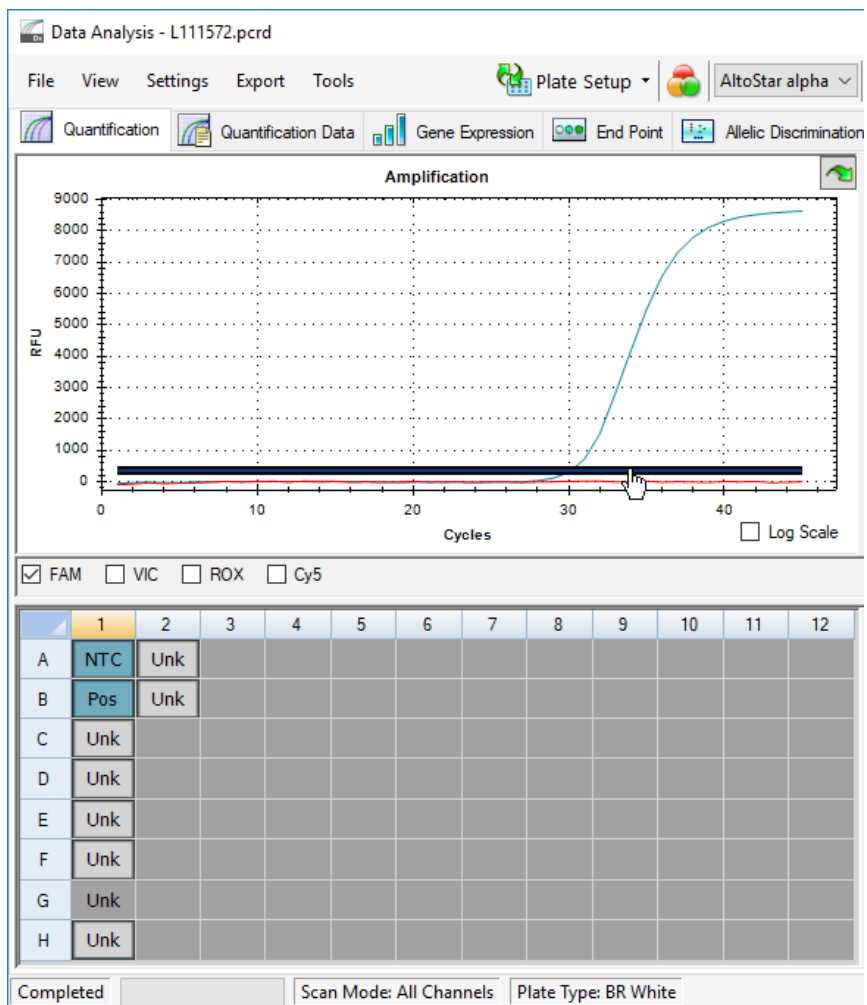 Data Analysis - L111572.pcrd
File View Settings Export Tools Plate Setup AltoStar alpha
Quantification Quantification Data Gene Expression End Point Allelic Discrimination
Amplification
9000
8000
7000
6000
5000
4000
3000
2000
1000
0
RFU
0 10 20 30 40
Cycles
Log Scale
FAM VIC ROX Cy5
1 2 3 4 5 6 7 8 9 10 11 12
A NTC Unk
B Pos Unk
C Unk
D Unk
E Unk
F Unk
G Unk
H Unk
Completed Scan Mode: All Channels Plate Type: BR White